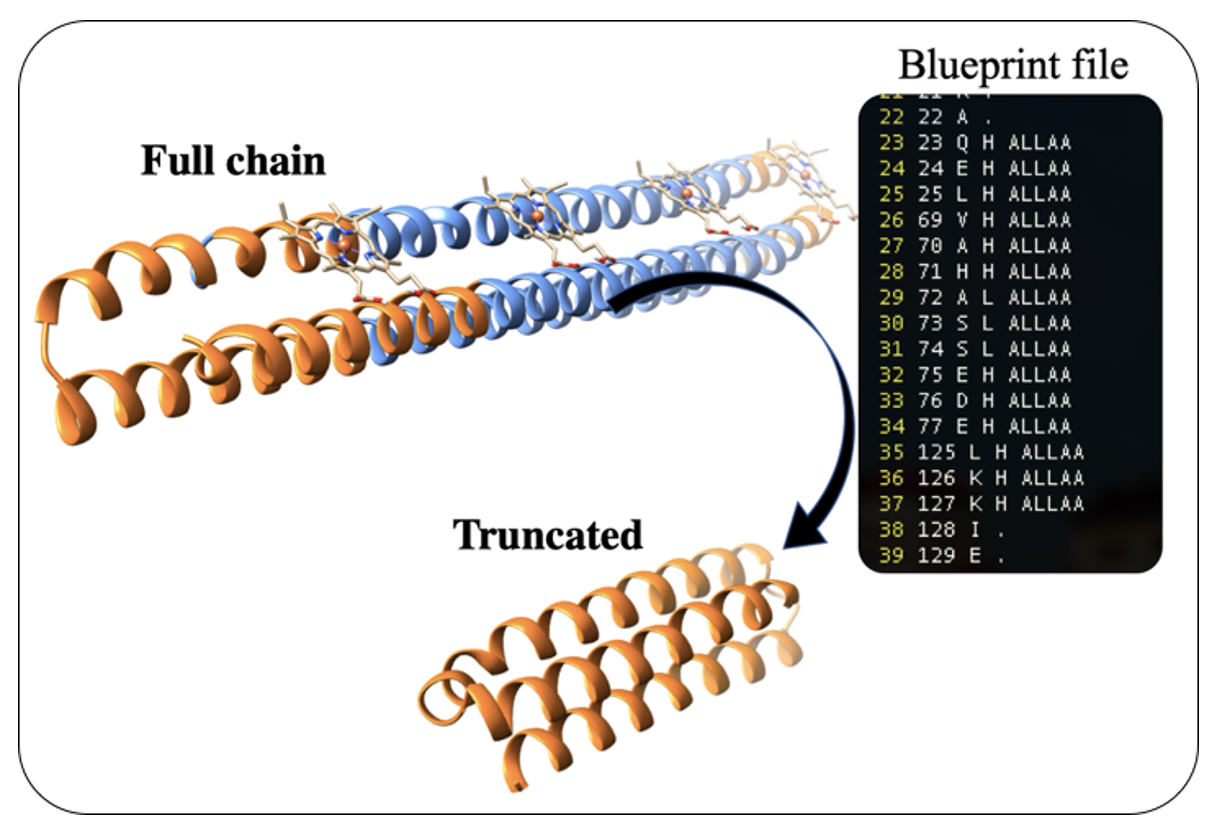 Blueprint file
Full chain
22 22 A .
23 23 Q H ALLAA
24 24 E H ALLAA
25 25 L H ALLAA
26 69 V H ALLAA
27 70 A H ALLAA
28 71 H H ALLAA
29 72 A L ALLAA
30 73 S L ALLAA
31 74 S L ALLAA
32 75 E H ALLAA
33 76 D H ALLAA
34 77 E H ALLAA
35 125 L H ALLAA
36 126 K H ALLAA
37 127 K H ALLAA
38 128 I .
39 129 E .
Truncated